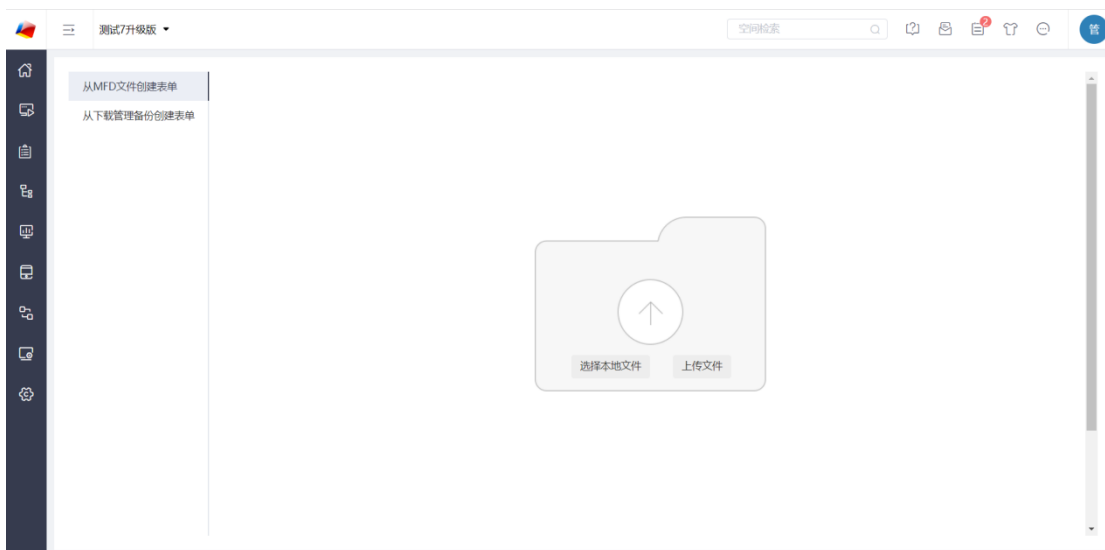 测试7升级版
空间检索
2
管
从MFD文件创建表单
从下载管理备份创建表单
选择本地文件
上传文件